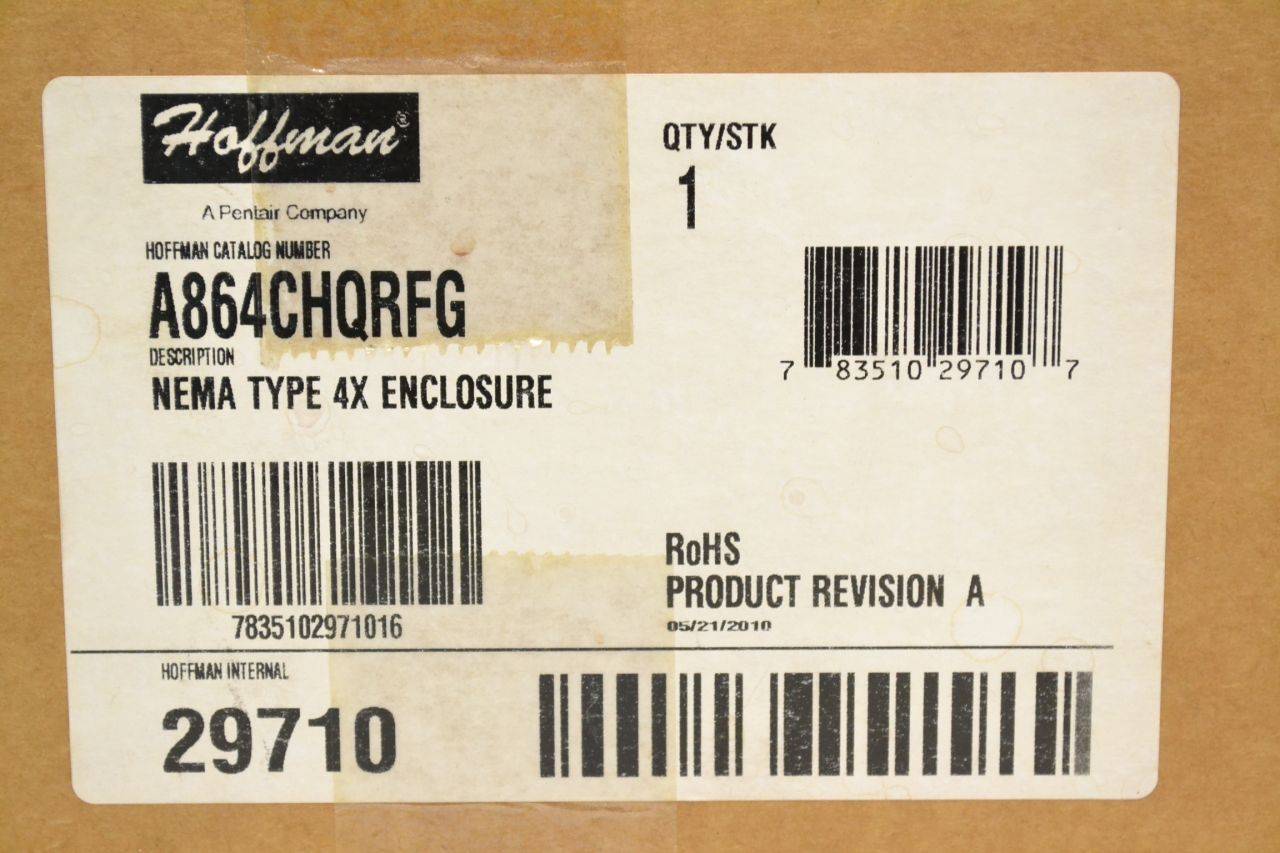 Hoffman®
A Pentair Company
HOFFMAN CATALOG NUMBER
A864CHQRFG
DESCRIPTION
NEMA TYPE 4X ENCLOSURE
7835102971016
QTY/STK
1
7 83510 29710 7
RoHS
PRODUCT REVISION A
05/21/2010
HOFFMAN INTERNAL
29710